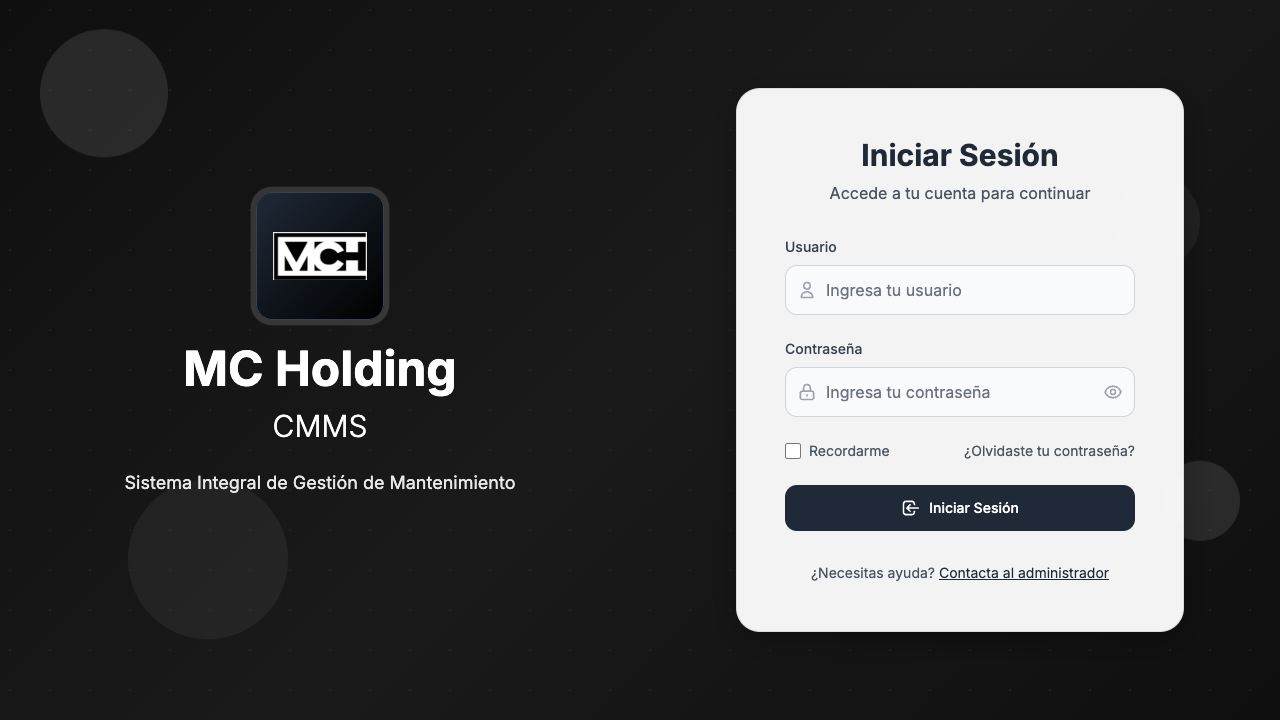 MCH
MC Holding
CMMS
Sistema Integral de Gestión de Mantenimiento
Iniciar Sesión
Accede a tu cuenta para continuar
Usuario
Ingresa tu usuario
Contraseña
Ingresa tu contraseña
Recordarme
¿Olvidaste tu contraseña?
Iniciar Sesión
¿Necesitas ayuda? Contacta al administrador